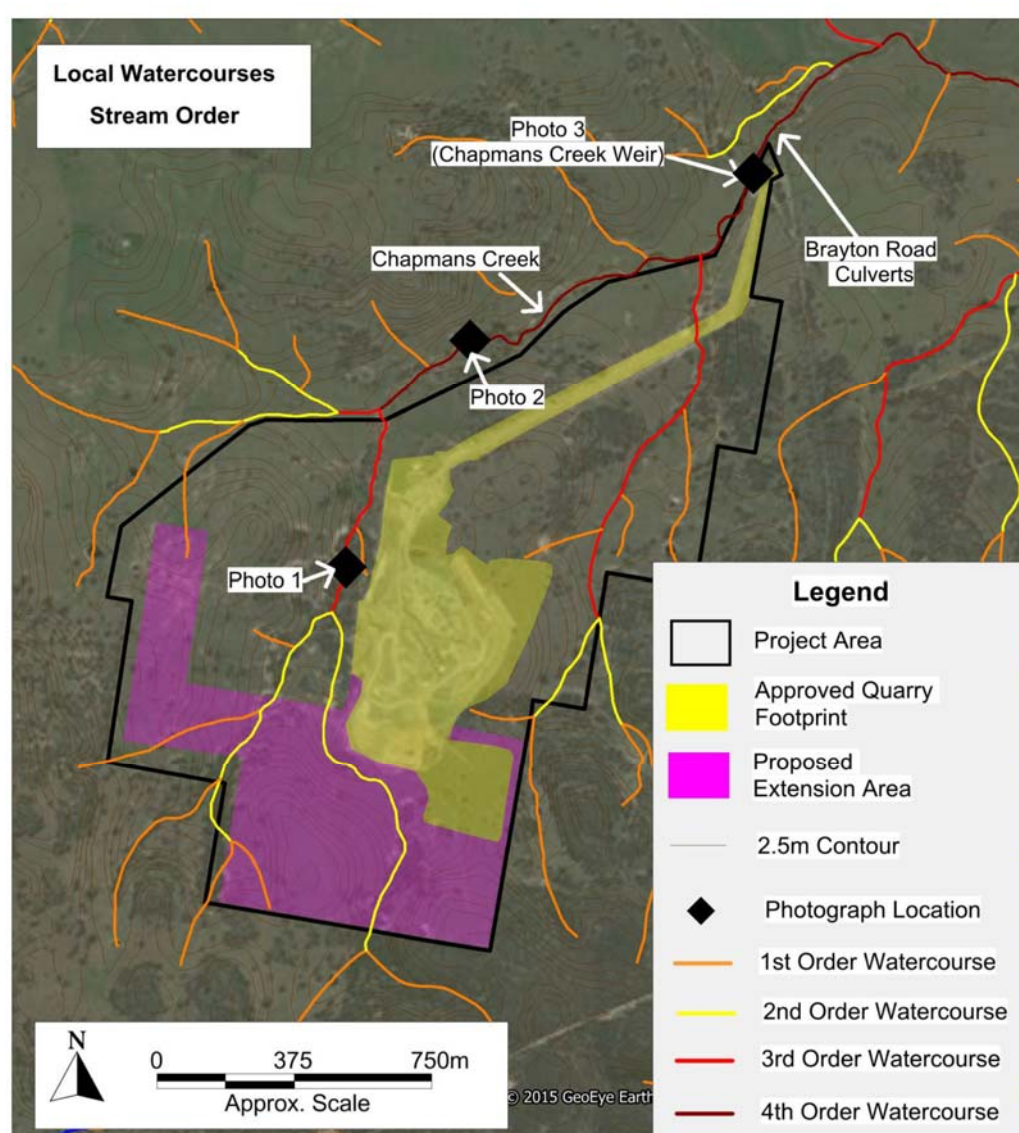 Local Watercourses
Stream Order
Photo 3
(Chapmans Creek Weir)
Chapmans Creek
Brayton Road
Culverts
Photo 2
Photo 1
Legend
Project Area
Approved Quarry
Footprint
Proposed
Extension Area
2.5m Contour
Photograph Location
1st Order Watercourse
2nd Order Watercourse
3rd Order Watercourse
4th Order Watercourse
N
0 375 750m
Approx. Scale
© 2015 GeoEye Earth